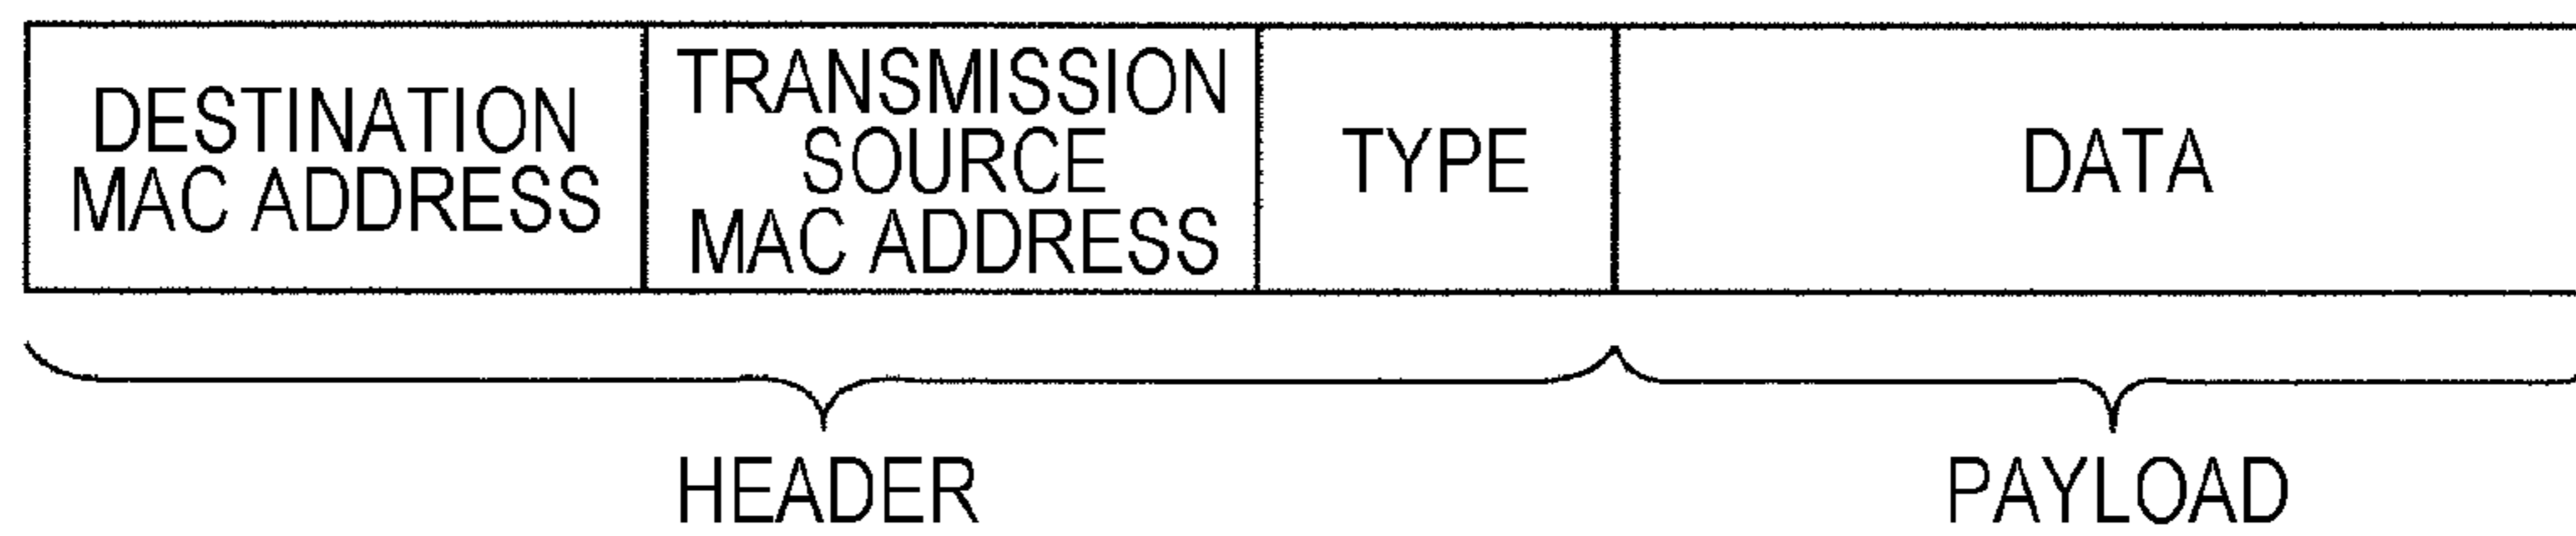 DESTINATION
MAC ADDRESS
TRANSMISSION
SOURCE
MAC ADDRESS
TYPE
DATA
HEADER
PAYLOAD